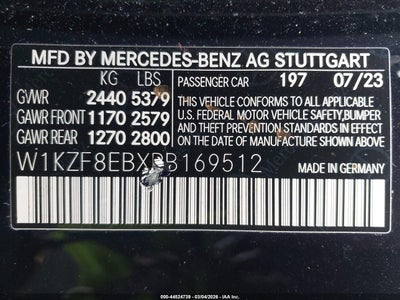 MFD BY MERCEDES-BENZ AG STUTTGART
KG LBS PASSENGER CAR 197 07/23
GVWR 2440 5379 THIS VEHICLE CONFORMS TO ALL APPLICABLE
GAWR FRONT 1170 2579 U.S. FEDERAL MOTOR VEHICLE SAFETY, BUMPER
GAWR REAR 1270 2800 AND THEFT PREVENTION STANDARDS IN EFFECT
ON THE DATE OF MANUFACTURE SHOWN ABOVE.
MADE IN GERMANY
000-44524739 - 03/04/2026 - IAA Inc.